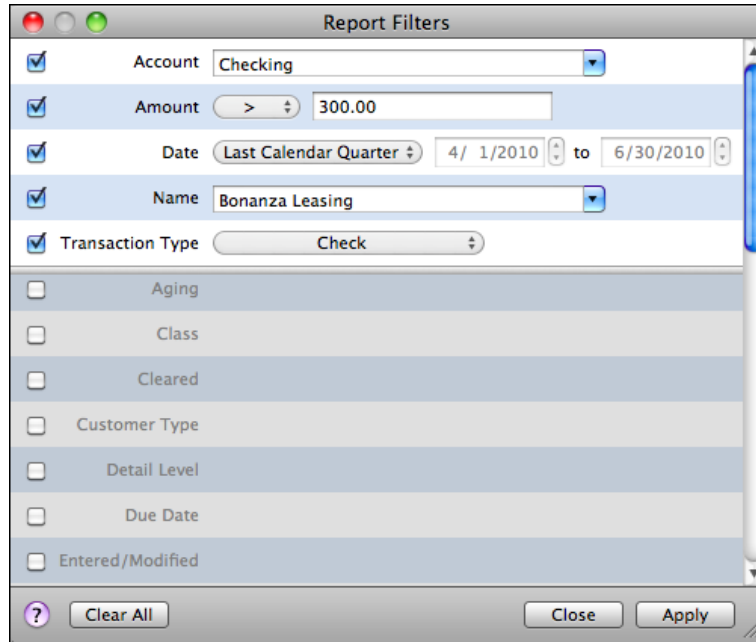 Report Filters
Account Checking
Amount > 300.00
Date Last Calendar Quarter 4/ 1/2010 to 6/30/2010
Name Bonanza Leasing
Transaction Type Check
Aging
Class
Cleared
Customer Type
Detail Level
Due Date
Entered/Modified
? Clear All Close Apply